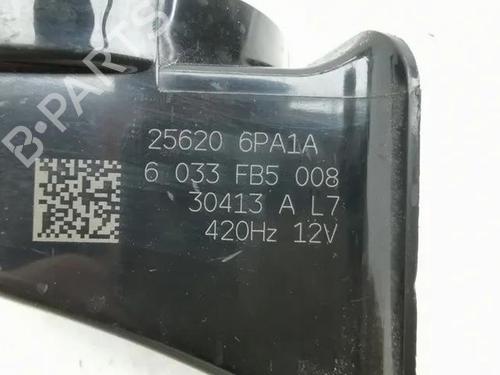 B-PARTS
25620 6PA1A
6 033 FB5 008
30413 A L7
420Hz 12V